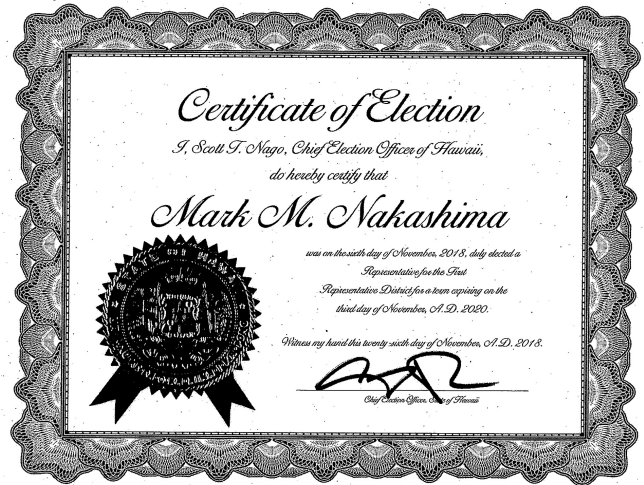 Certificate of Election
I, Scott T. Nago, Chief Election Officer of Hawaii,
do hereby certify that
Mark M. Nakashima
was on the sixth day of November, 2018, duly elected a
Representative for the First
Representative District for a term expiring on the
third day of November, A.D. 2020.
Witness my hand this twenty-sixth day of November, A.D. 2018.
Chief Election Officer, State of Hawaii
STATE OF HAWAII